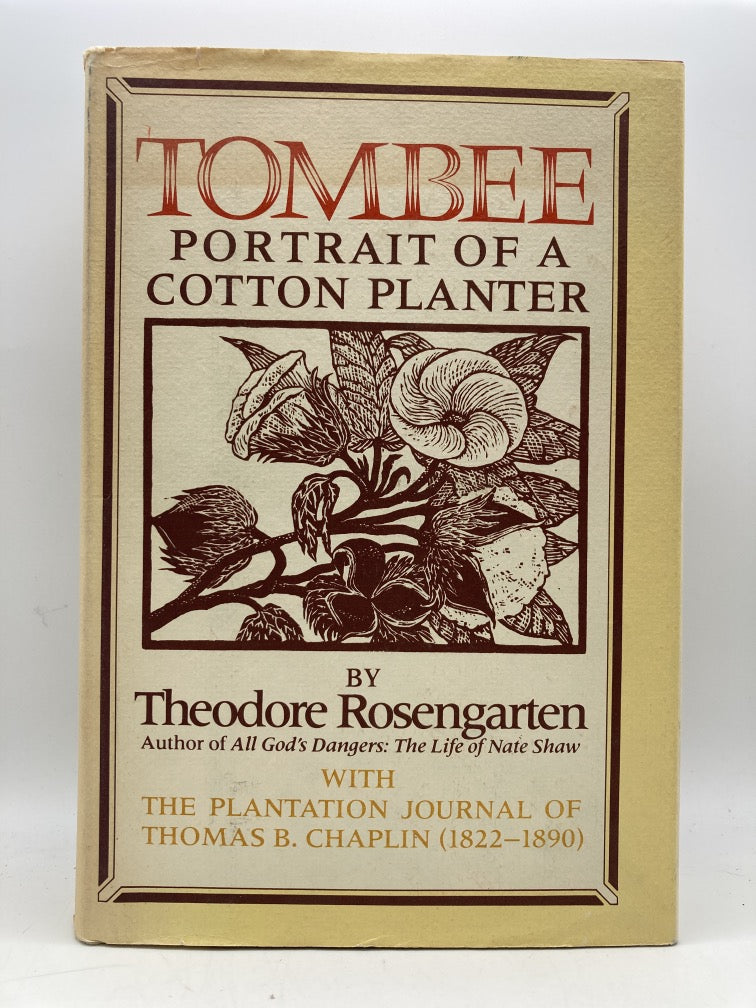 TOMBEE
PORTRAIT OF A
COTTON PLANTER
BY
Theodore Rosengarten
Author of All God's Dangers: The Life of Nate Shaw
WITH
THE PLANTATION JOURNAL OF
THOMAS B. CHAPLIN (1822–1890)